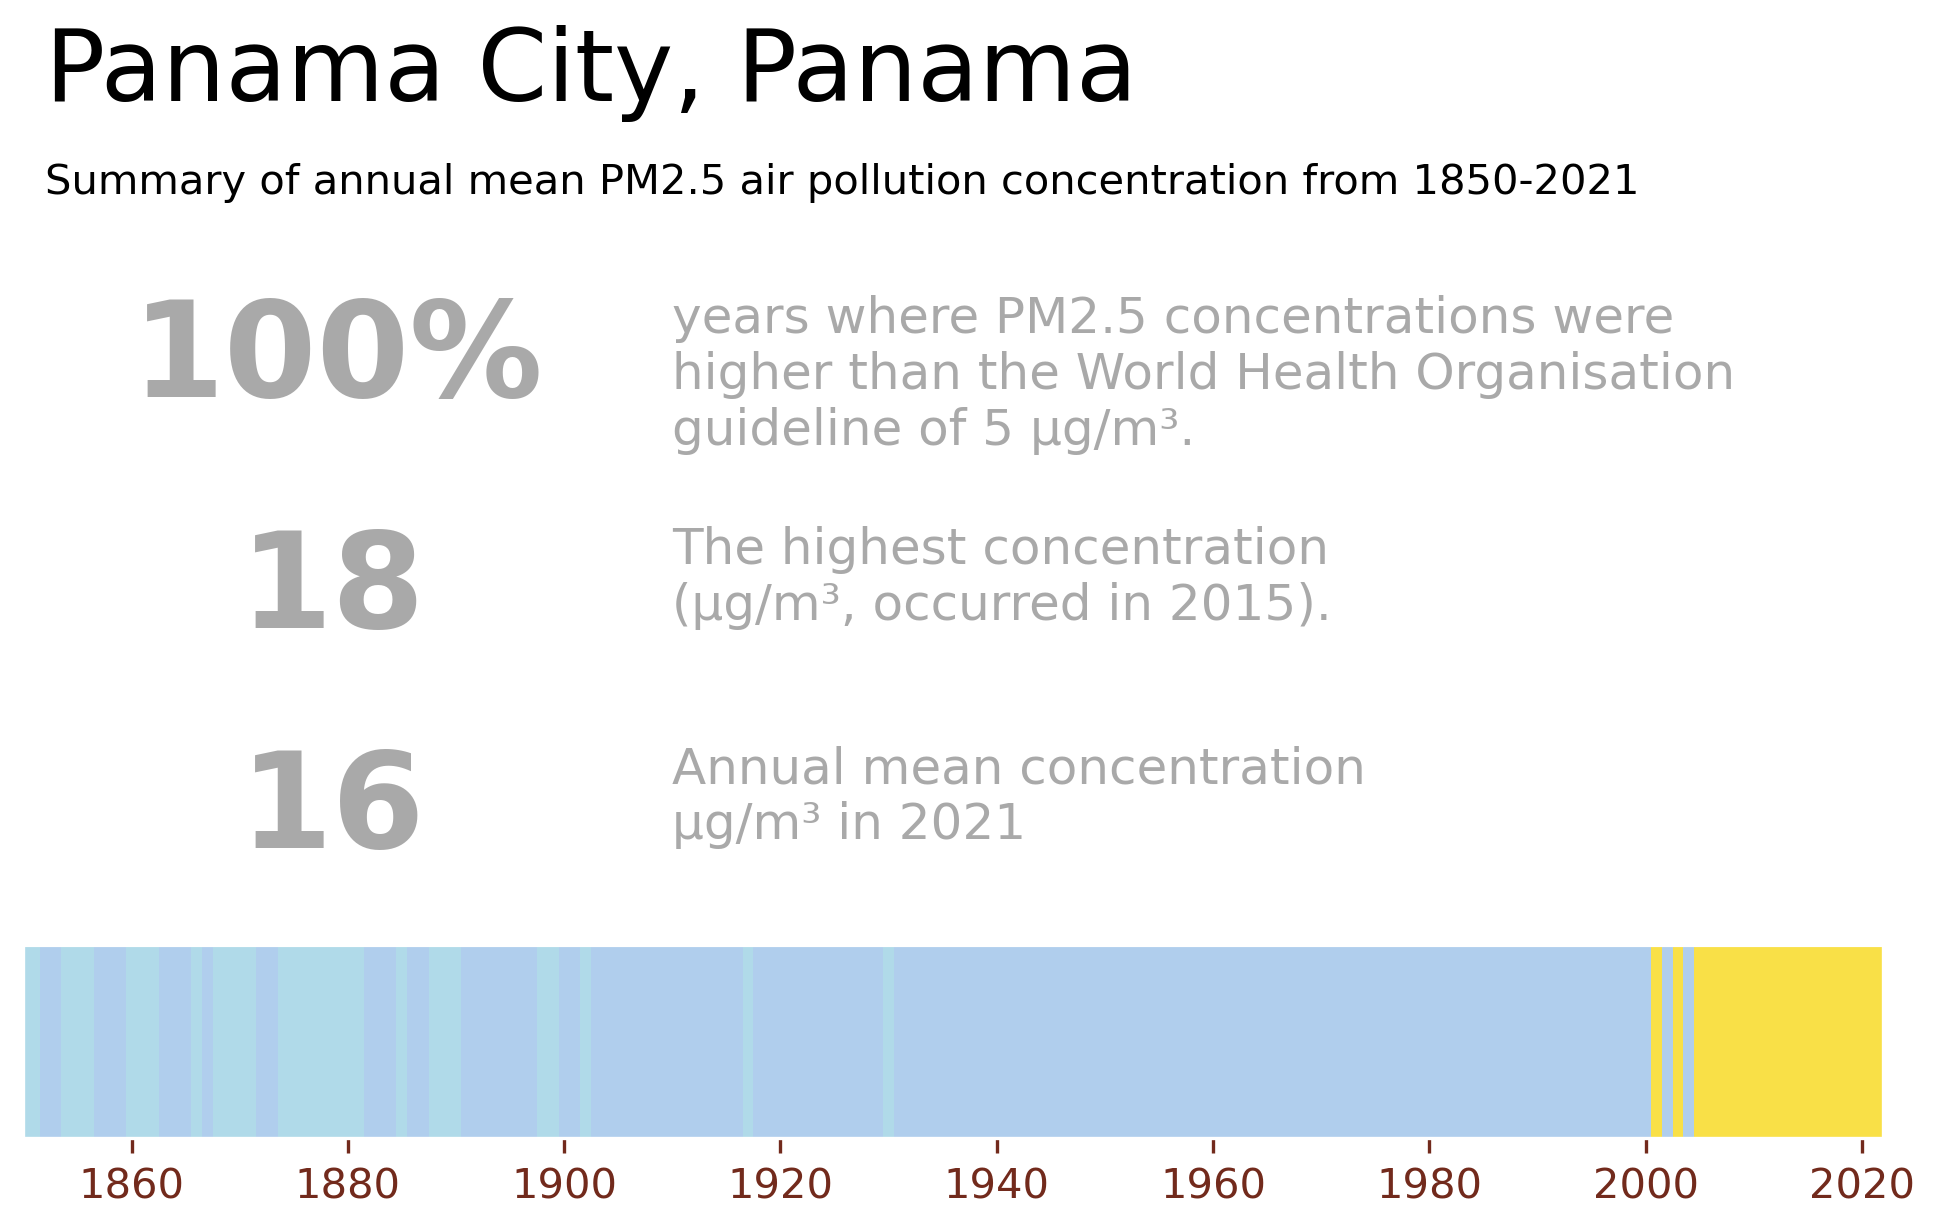 Panama City, Panama
Summary of annual mean PM2.5 air pollution concentration from 1850-2021
100%
years where PM2.5 concentrations were
higher than the World Health Organisation
guideline of 5 µg/m³.
18
The highest concentration
(µg/m³, occurred in 2015).
16
Annual mean concentration
µg/m³ in 2021
1860 1880 1900 1920 1940 1960 1980 2000 2020